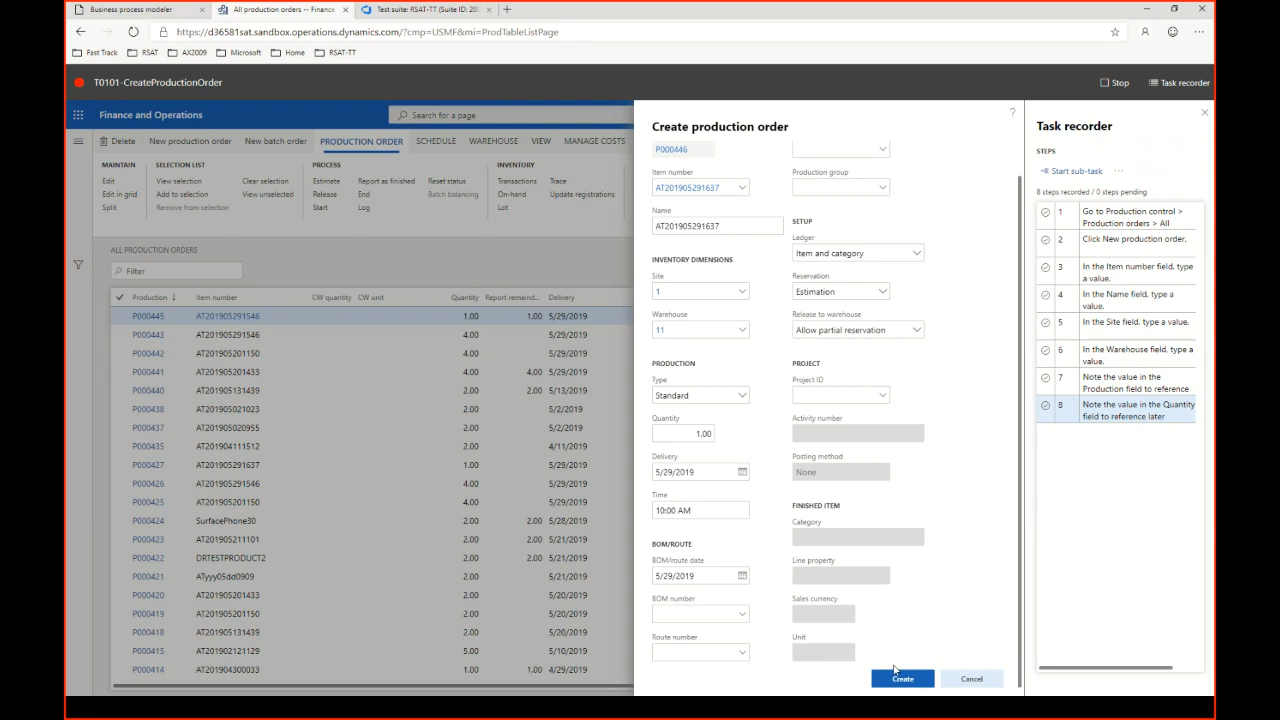 Business process modeler
All production orders -- Finance
Test suite: RSAT-TT (Suite ID: 280
https://d36581sat.sandbox.operations.dynamics.com/?cmp=USMF&mi=ProdTableListPage
Fast Track
RSAT
AX2009
Microsoft
Home
RSAT-TT
T0101-CreateProductionOrder
Stop
Task recorder
Finance and Operations
Search for a page
Delete
New production order
New batch order
PRODUCTION ORDER
SCHEDULE
WAREHOUSE
VIEW
MANAGE COSTS
MAINTAIN
Edit
Edit in grid
Split
SELECTION LIST
View selection
Add to selection
Remove from selection
Clear selection
View unselected
PROCESS
Estimate
Release
Start
Report as finished
End
Log
Reset status
Batch balancing
INVENTORY
Transactions
On-hand
Lot
Trace
Update registrations
ALL PRODUCTION ORDERS
Filter
Production Item number CW quantity CW unit Quantity Report remaind... Delivery
P000445 AT201905291546 1.00 1.00 5/29/2019
P000443 AT201905291546 4.00 5/29/2019
P000442 AT201905201150 4.00 5/29/2019
P000441 AT201905201433 4.00 4.00 5/29/2019
P000440 AT201905131439 2.00 2.00 5/13/2019
P000438 AT201905021023 2.00 5/2/2019
P000437 AT201905020955 2.00 5/2/2019
P000435 AT201904111512 2.00 4/11/2019
P000427 AT201905291637 1.00 5/29/2019
P000426 AT201905291546 4.00 5/29/2019
P000425 AT201905201150 4.00 5/29/2019
P000424 SurfacePhone30 2.00 2.00 5/28/2019
P000423 AT201905211101 2.00 2.00 5/21/2019
P000422 DRTESTPRODUCT2 2.00 2.00 5/21/2019
P000421 ATyyy05dd0909 2.00 5/21/2019
P000420 AT201905201433 2.00 5/20/2019
P000419 AT201905201150 2.00 5/20/2019
P000418 AT201905131439 2.00 5/20/2019
P000415 AT201902121129 5.00 5/10/2019
P000414 AT201904300033 1.00 1.00 4/29/2019
Create production order
?
P000446
Item number
AT201905291637
Name
AT201905291637
INVENTORY DIMENSIONS
Site
1
Warehouse
11
PRODUCTION
Type
Standard
Quantity
1.00
Delivery
5/29/2019
Time
10:00 AM
BOM/ROUTE
BOM/route date
5/29/2019
BOM number
Route number
Production group
SETUP
Ledger
Item and category
Reservation
Estimation
Release to warehouse
Allow partial reservation
PROJECT
Project ID
Activity number
Posting method
None
FINISHED ITEM
Category
Line property
Sales currency
Unit
Create
Cancel
Task recorder
STEPS
Start sub-task
8 steps recorded / 0 steps pending
1 Go to Production control >
Production orders > All
2 Click New production order.
3 In the Item number field, type
a value.
4 In the Name field, type a
value.
5 In the Site field, type a value.
6 In the Warehouse field, type a
value.
7 Note the value in the
Production field to reference
8 Note the value in the Quantity
field to reference later